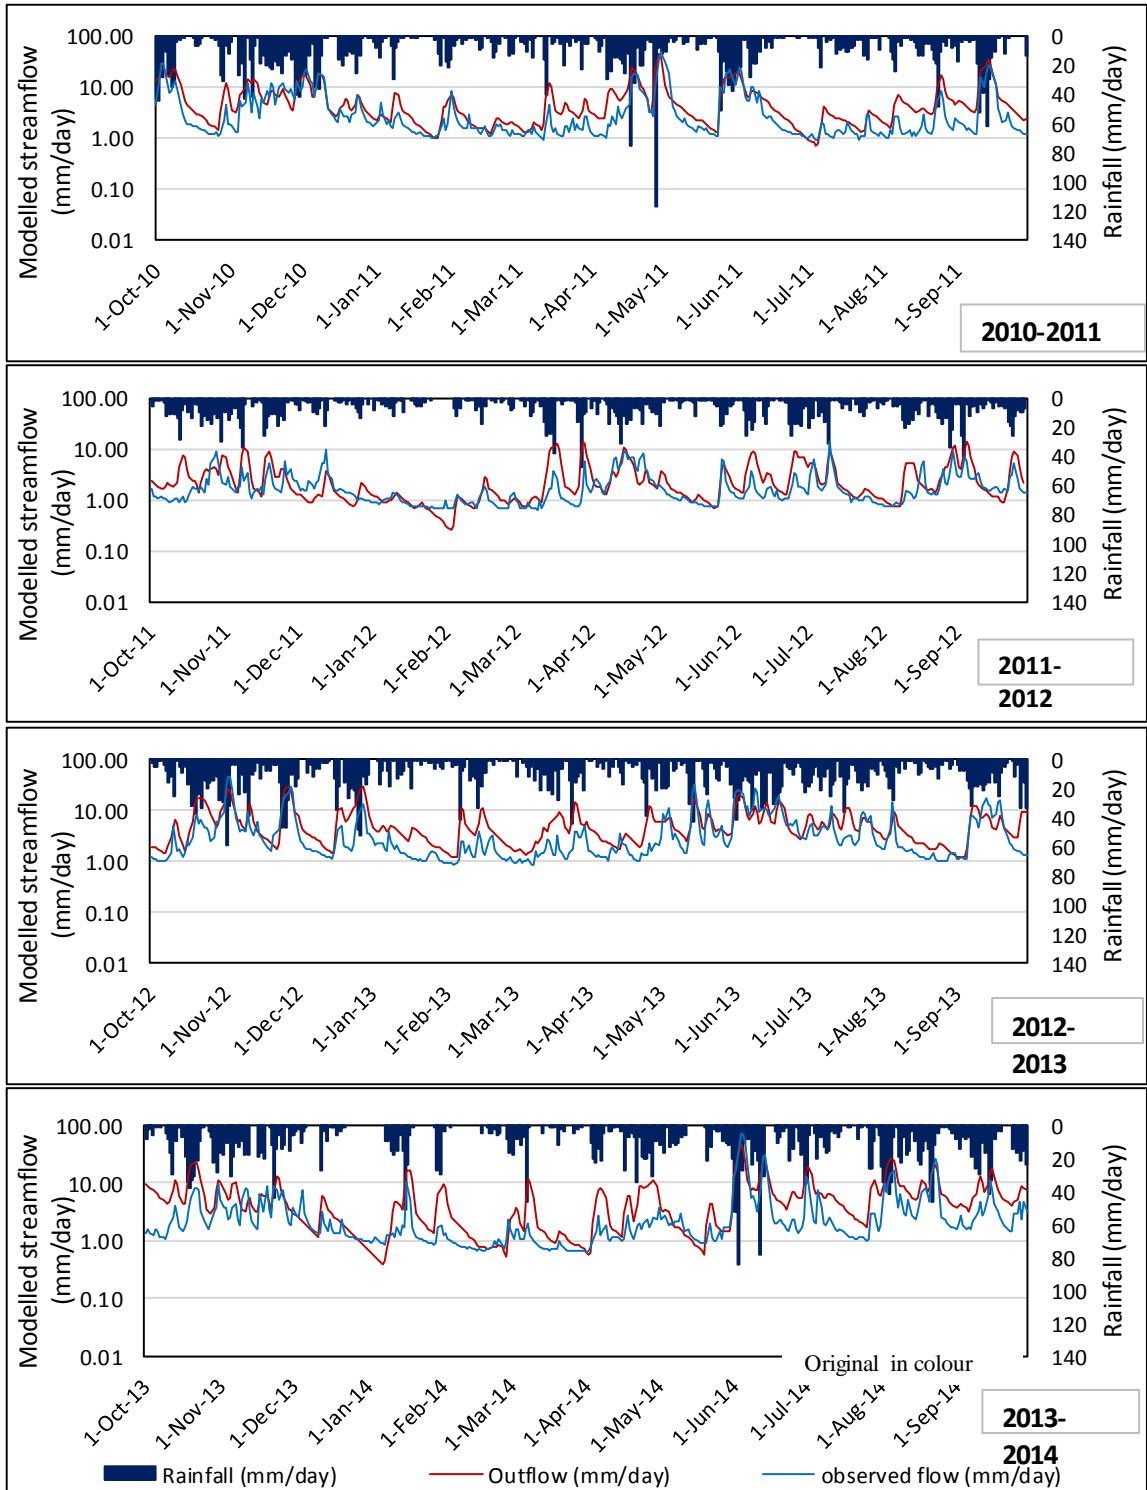 Modelled streamflow
(mm/day)
100.00
10.00
1.00
0.10
0.01
0
20
40
60
80
100
120
140
Rainfall (mm/day)
1-Oct-10
1-Nov-10
1-Dec-10
1-Jan-11
1-Feb-11
1-Mar-11
1-Apr-11
1-May-11
1-Jun-11
1-Jul-11
1-Aug-11
1-Sep-11
2010-2011
Modelled streamflow
(mm/day)
100.00
10.00
1.00
0.10
0.01
0
20
40
60
80
100
120
140
Rainfall (mm/day)
1-Oct-11
1-Nov-11
1-Dec-11
1-Jan-12
1-Feb-12
1-Mar-12
1-Apr-12
1-May-12
1-Jun-12
1-Jul-12
1-Aug-12
1-Sep-12
2011-
2012
Modelled streamflow
(mm/day)
100.00
10.00
1.00
0.10
0.01
0
20
40
60
80
100
120
140
Rainfall (mm/day)
1-Oct-12
1-Nov-12
1-Dec-12
1-Jan-13
1-Feb-13
1-Mar-13
1-Apr-13
1-May-13
1-Jun-13
1-Jul-13
1-Aug-13
1-Sep-13
2012-
2013
Modelled streamflow
(mm/day)
100.00
10.00
1.00
0.10
0.01
0
20
40
60
80
100
120
140
Rainfall (mm/day)
Original in colour
1-Oct-13
1-Nov-13
1-Dec-13
1-Jan-14
1-Feb-14
1-Mar-14
1-Apr-14
1-May-14
1-Jun-14
1-Jul-14
1-Aug-14
1-Sep-14
2013-
2014
Rainfall (mm/day)
Outflow (mm/day)
observed flow (mm/day)